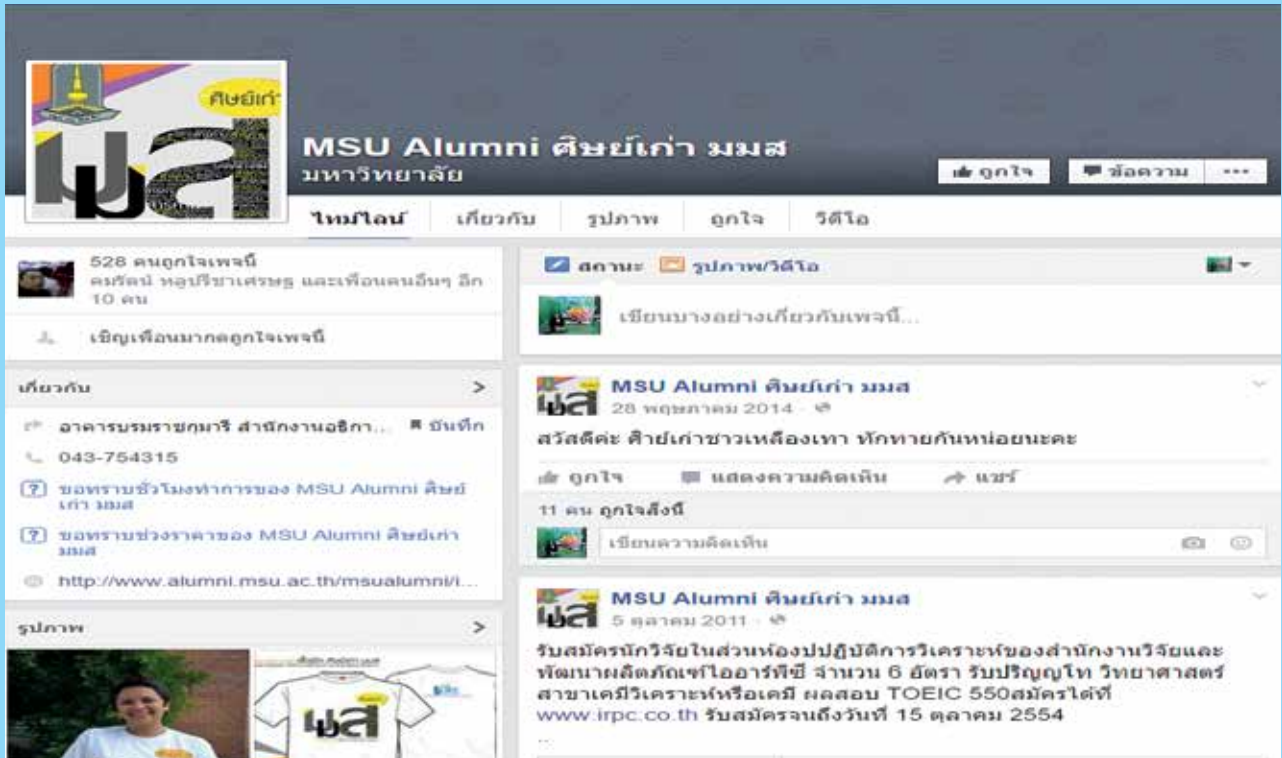 ศิษย์เก่า
มมส
MSU Alumni ศิษย์เก่า มมส
มหาวิทยาลัย
ถูกใจ
ข้อความ
ไทม์ไลน์
เกี่ยวกับ
รูปภาพ
ถูกใจ
วิดีโอ
528 คนถูกใจเพจนี้
และเพื่อนคนอื่นๆ อีก
10 คน
เชิญเพื่อนมากดถูกใจเพจนี้
เกี่ยวกับ
อาคารบรมราชกุมารี สำนักงานอธิกา... บันทึก
043-754315
ขอทราบชั่วโมงทำการของ MSU Alumni ศิษย์
เก่า มมส
ขอทราบช่วงราคาของ MSU Alumni ศิษย์เก่า
มมส
http://www.alumni.msu.ac.th/msualumni/i...
รูปภาพ
สถานะ รูปภาพ/วิดีโอ
เขียนบางอย่างเกี่ยวกับเพจนี้...
MSU Alumni ศิษย์เก่า มมส
28 พฤษภาคม 2014
สวัสดีค่ะ ศิาย์เก่าชาวเหลืองเทา ทักทายกันหน่อยนะคะ
ถูกใจ แสดงความคิดเห็น แชร์
11 คน ถูกใจสิ่งนี้
เขียนความคิดเห็น
MSU Alumni ศิษย์เก่า มมส
5 ตุลาคม 2011
รับสมัครนักวิจัยในส่วนห้องปปฏิบัติการวิเคราะห์ของสำนักงานวิจัยและ
พัฒนาผลิตภัณฑ์ไออาร์พีซี จำนวน 6 อัตรา รับปริญญโท วิทยาศาสตร์
สาขาเคมีวิเคราะห์หรือเคมี ผลสอบ TOEIC 550สมัครได้ที่
www.irpc.co.th รับสมัครจนถึงวันที่ 15 ตุลาคม 2554
..